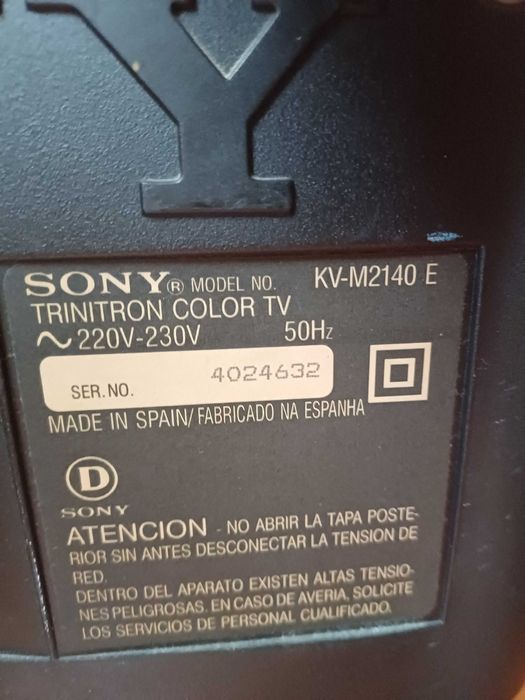 Y
SONY® MODEL NO. KV-M2140 E
TRINITRON COLOR TV
~ 220V-230V 50Hz
SER.NO. 4024632
MADE IN SPAIN/FABRICADO NA ESPANHA
D
SONY
ATENCION - NO ABRIR LA TAPA POSTE-
RIOR SIN ANTES DESCONECTAR LA TENSION DE
RED.
DENTRO DEL APARATO EXISTEN ALTAS TENSIO-
NES PELIGROSAS. EN CASO DE AVERIA, SOLICITE
LOS SERVICIOS DE PERSONAL CUALIFICADO.